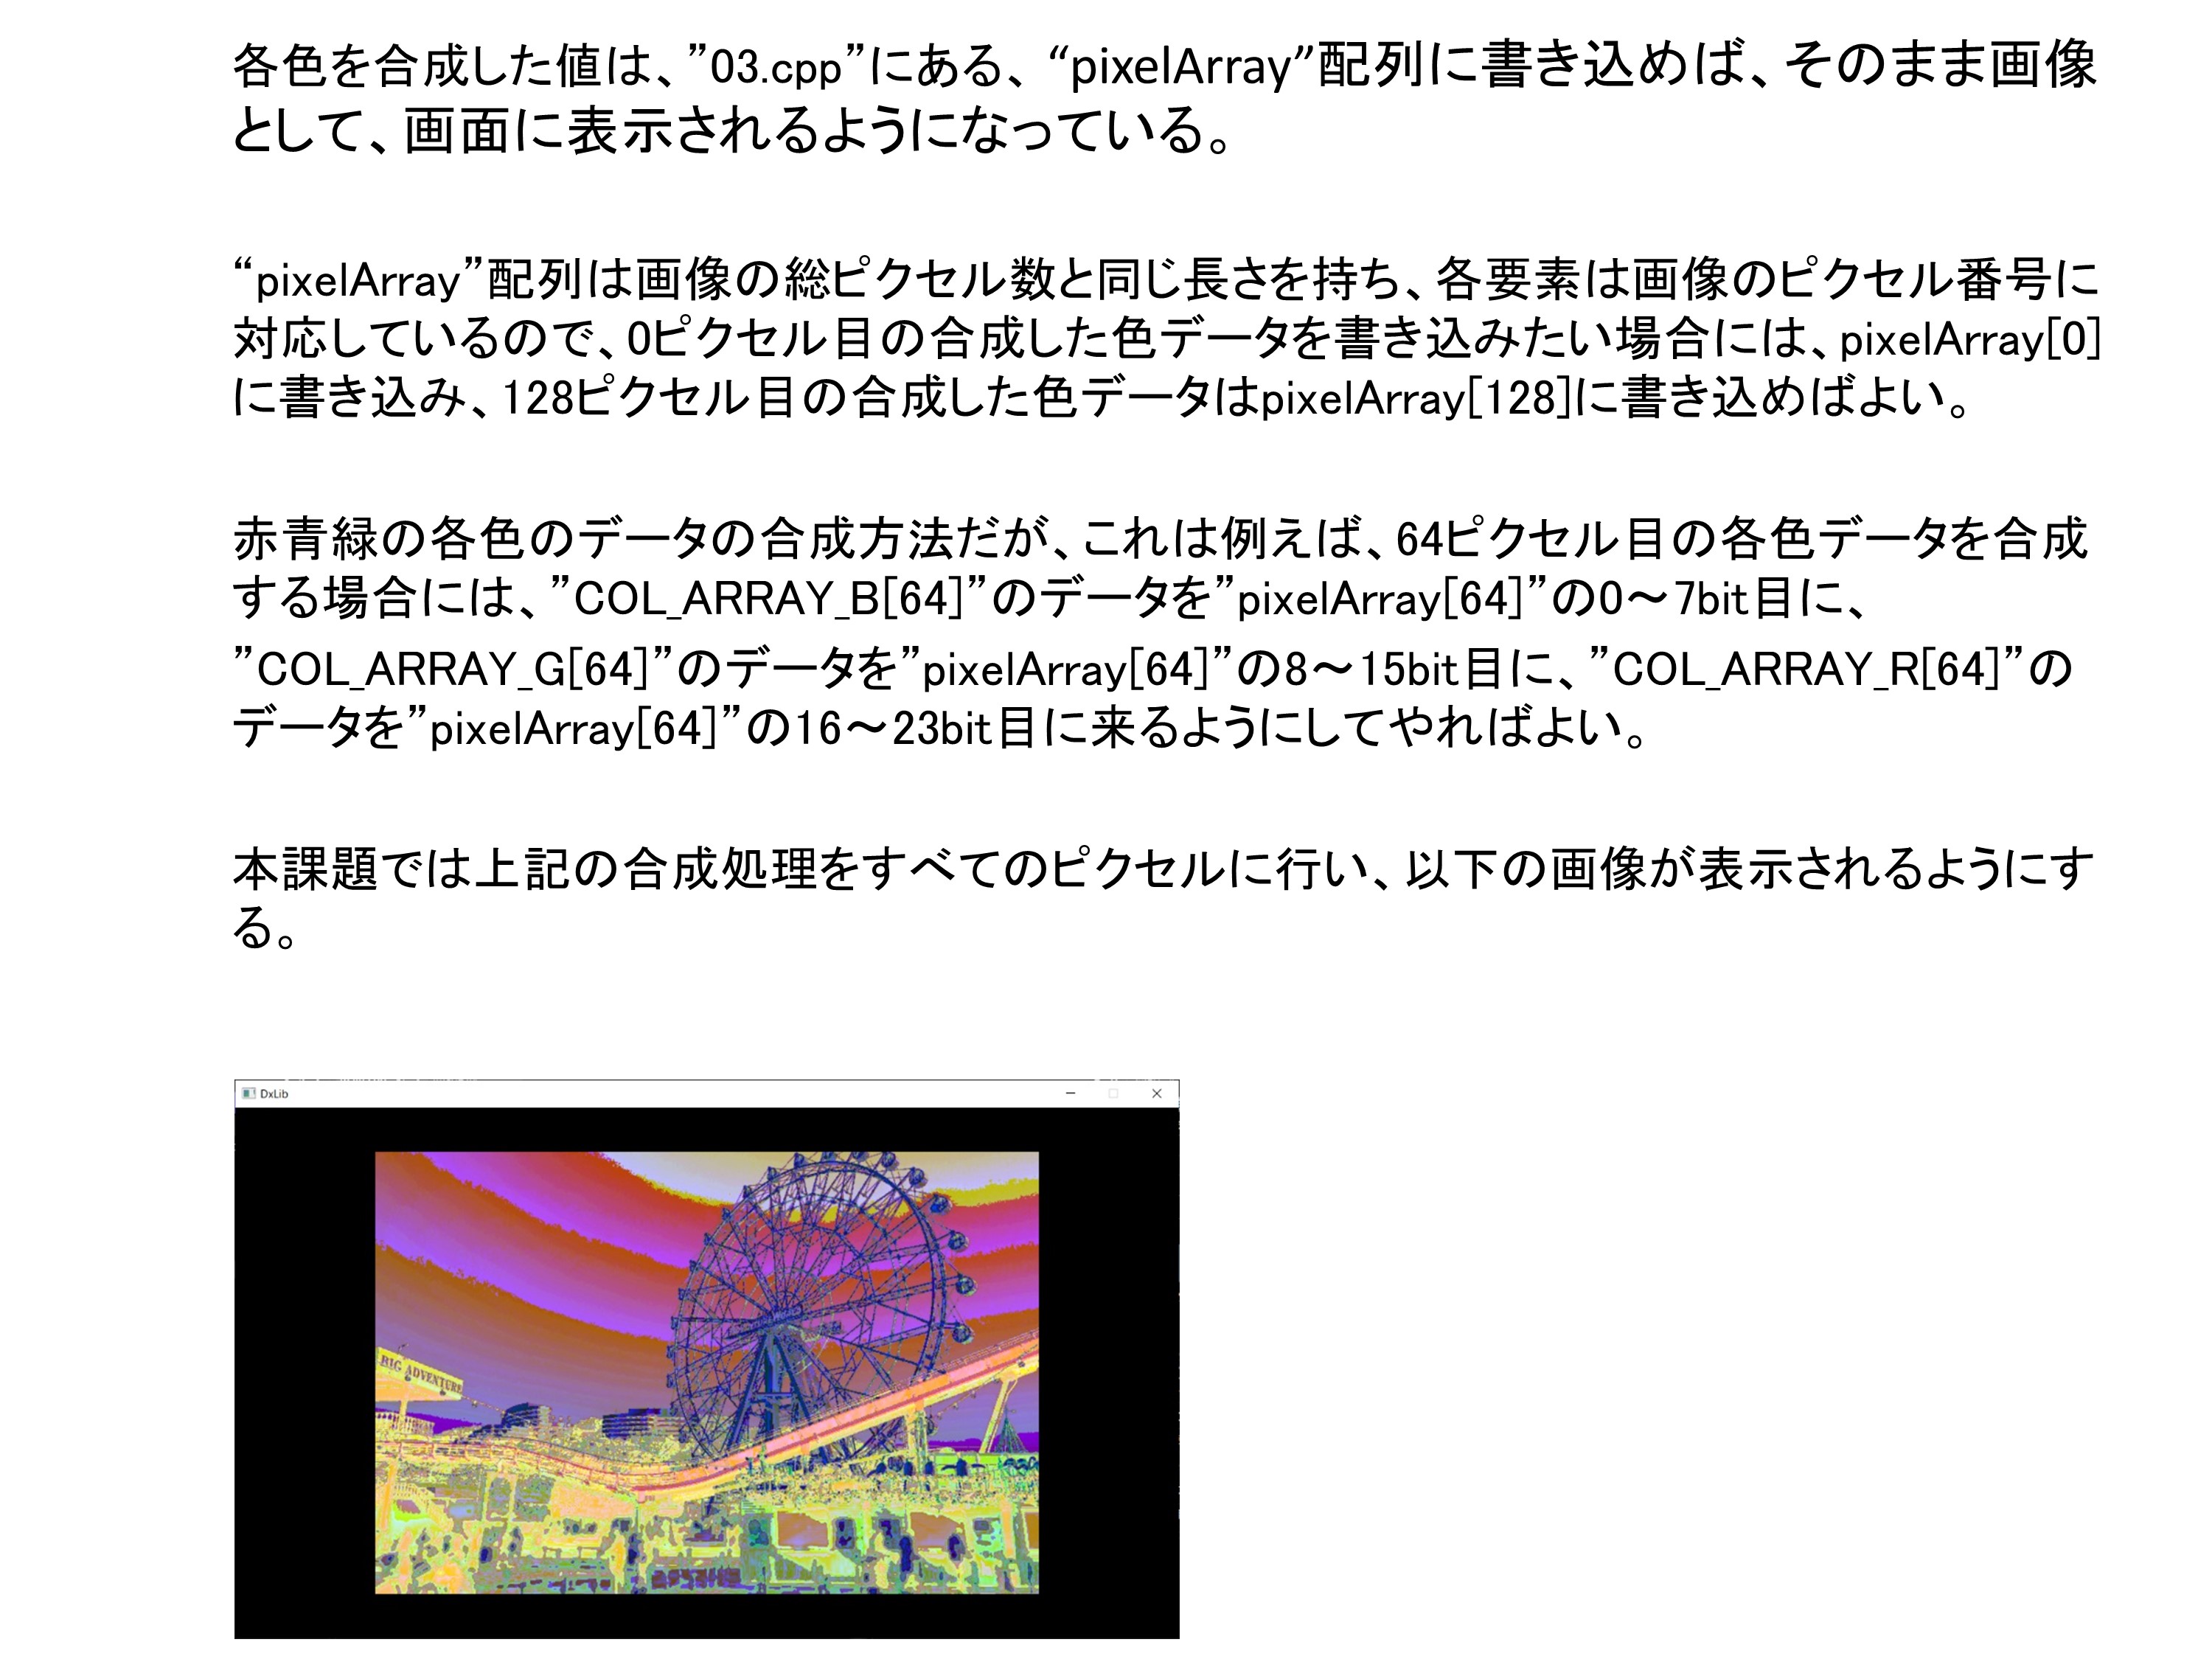 各色を合成した値は、”03.cpp”にある、“pixelArray”配列に書き込めば、そのまま画像
として、画面に表示されるようになっている。
“pixelArray”配列は画像の総ピクセル数と同じ長さを持ち、各要素は画像のピクセル番号に
対応しているので、0ピクセル目の合成した色データを書き込みたい場合には、pixelArray[0]
に書き込み、128ピクセル目の合成した色データはpixelArray[128]に書き込めばよい。
赤青緑の各色のデータの合成方法だが、これは例えば、64ピクセル目の各色データを合成
する場合には、”COL_ARRAY_B[64]”のデータを”pixelArray[64]”の0～7bit目に、
”COL_ARRAY_G[64]”のデータを”pixelArray[64]”の8～15bit目に、”COL_ARRAY_R[64]”の
データを”pixelArray[64]”の16～23bit目に来るようにしてやればよい。
本課題では上記の合成処理をすべてのピクセルに行い、以下の画像が表示されるようにす
る。
DxLib
BIG ADVENTURE